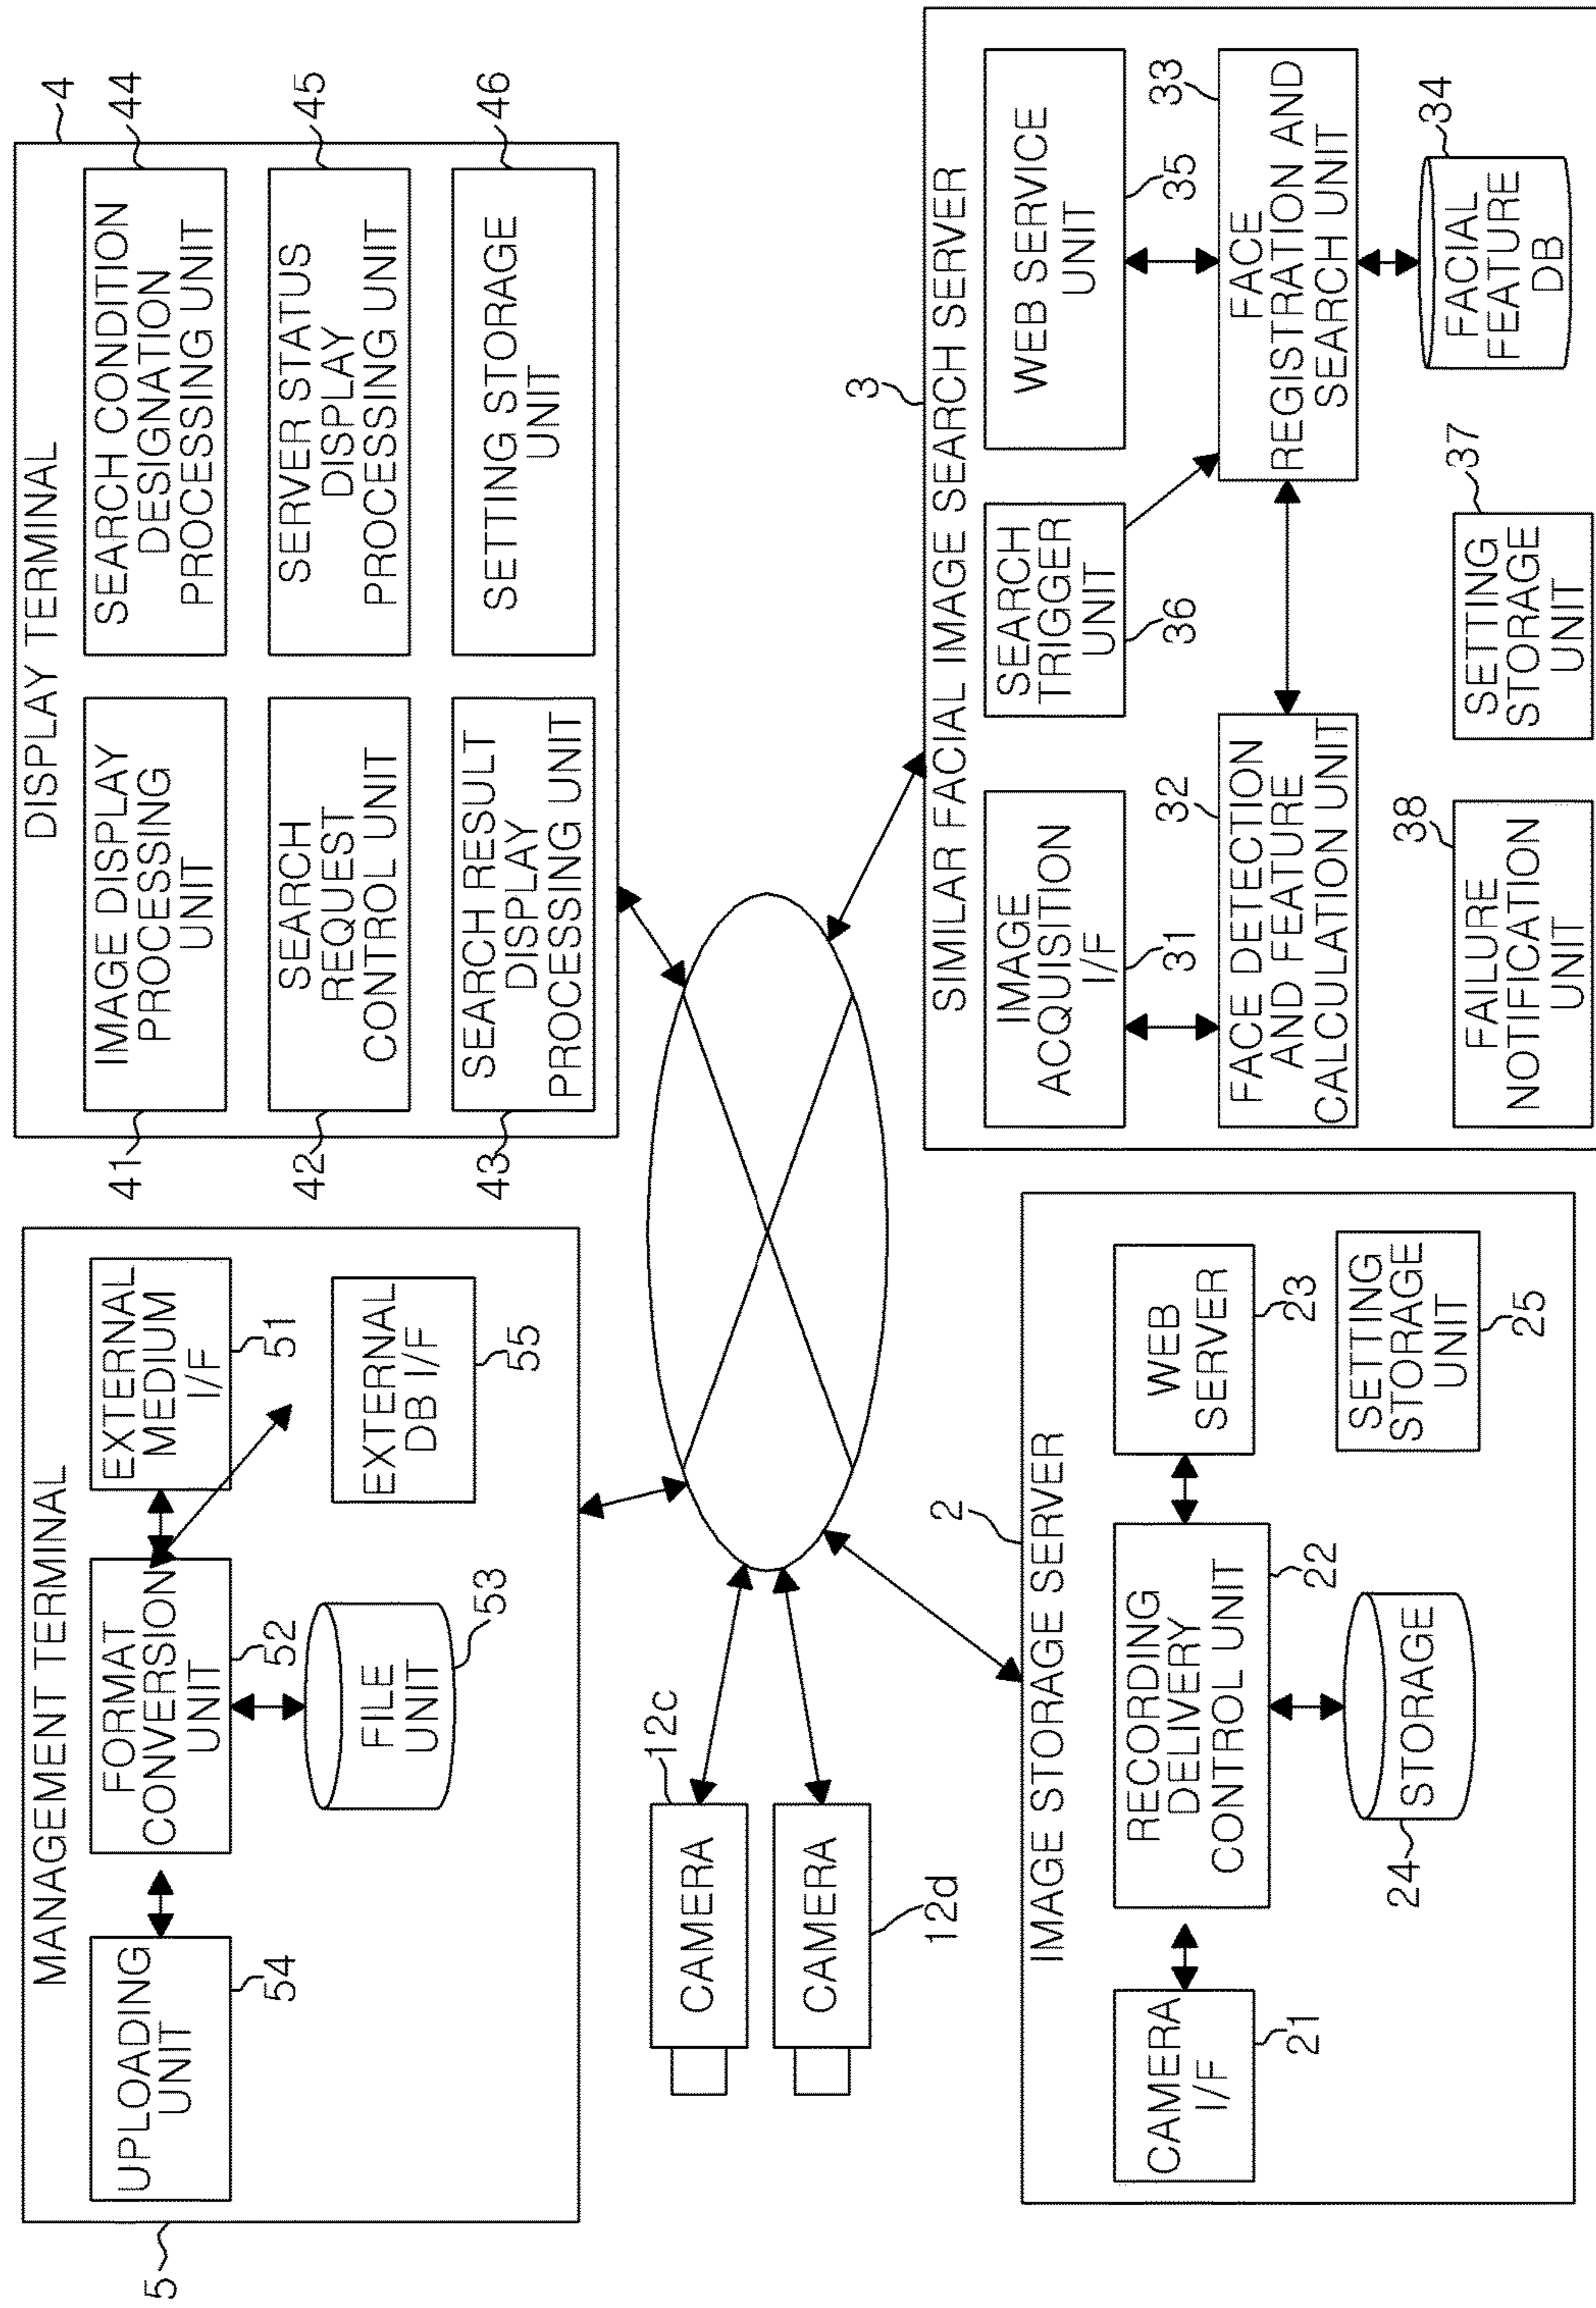 MANAGEMENT TERMINAL
5
UPLOADING
UNIT
54
FORMAT
CONVERSION
UNIT
52
EXTERNAL
MEDIUM
I/F
51
FILE
UNIT
53
EXTERNAL
DB I/F
55
DISPLAY TERMINAL
4
IMAGE DISPLAY
PROCESSING
UNIT
41
SEARCH CONDITION
DESIGNATION
PROCESSING UNIT
44
SEARCH
REQUEST
CONTROL UNIT
42
SERVER STATUS
DISPLAY
PROCESSING UNIT
45
SEARCH RESULT
DISPLAY
PROCESSING UNIT
43
SETTING STORAGE
UNIT
46
CAMERA
12c
CAMERA
12d
IMAGE STORAGE SERVER
2
CAMERA
I/F
21
RECORDING
DELIVERY
CONTROL UNIT
22
WEB
SERVER
23
STORAGE
24
SETTING
STORAGE
UNIT
25
SIMILAR FACIAL IMAGE SEARCH SERVER
3
IMAGE
ACQUISITION
I/F
31
SEARCH
TRIGGER
UNIT
36
WEB SERVICE
UNIT
35
FACE DETECTION
AND FEATURE
CALCULATION UNIT
32
FACE
REGISTRATION AND
SEARCH UNIT
33
FAILURE
NOTIFICATION
UNIT
38
SETTING
STORAGE
UNIT
37
FACIAL
FEATURE
DB
34